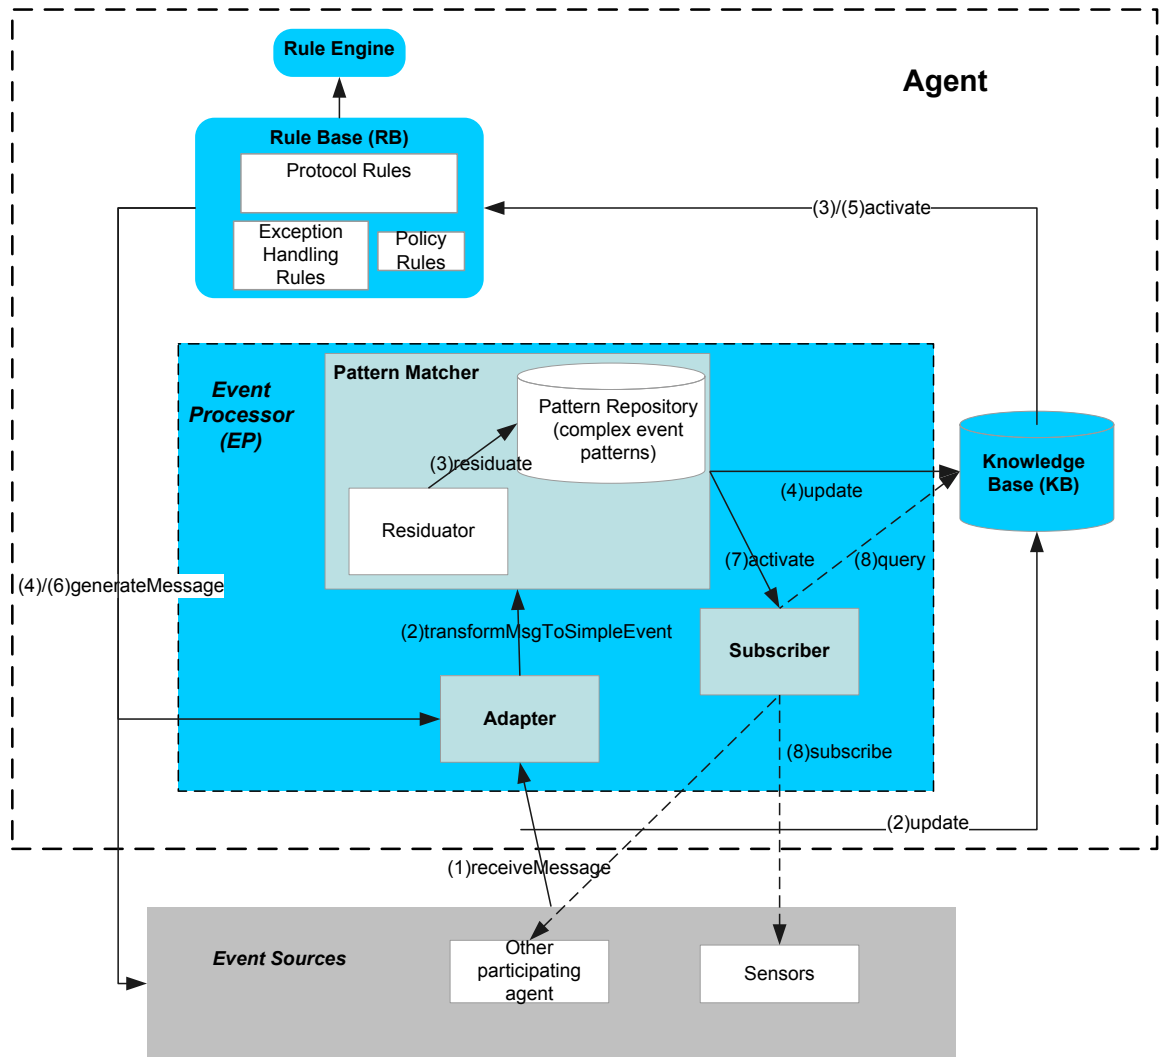 Rule Engine
Agent
Rule Base (RB)
Protocol Rules
Exception
Handling
Rules
Policy
Rules
(3)/(5)activate
Event
Processor
(EP)
Pattern Matcher
Pattern Repository
(complex event
patterns)
(3)residuate
Residuator
(4)update
Knowledge
Base (KB)
(7)activate
(8)query
(4)/(6)generateMessage
(2)transformMsgToSimpleEvent
Subscriber
Adapter
(8)subscribe
(2)update
(1)receiveMessage
Event Sources
Other
participating
agent
Sensors